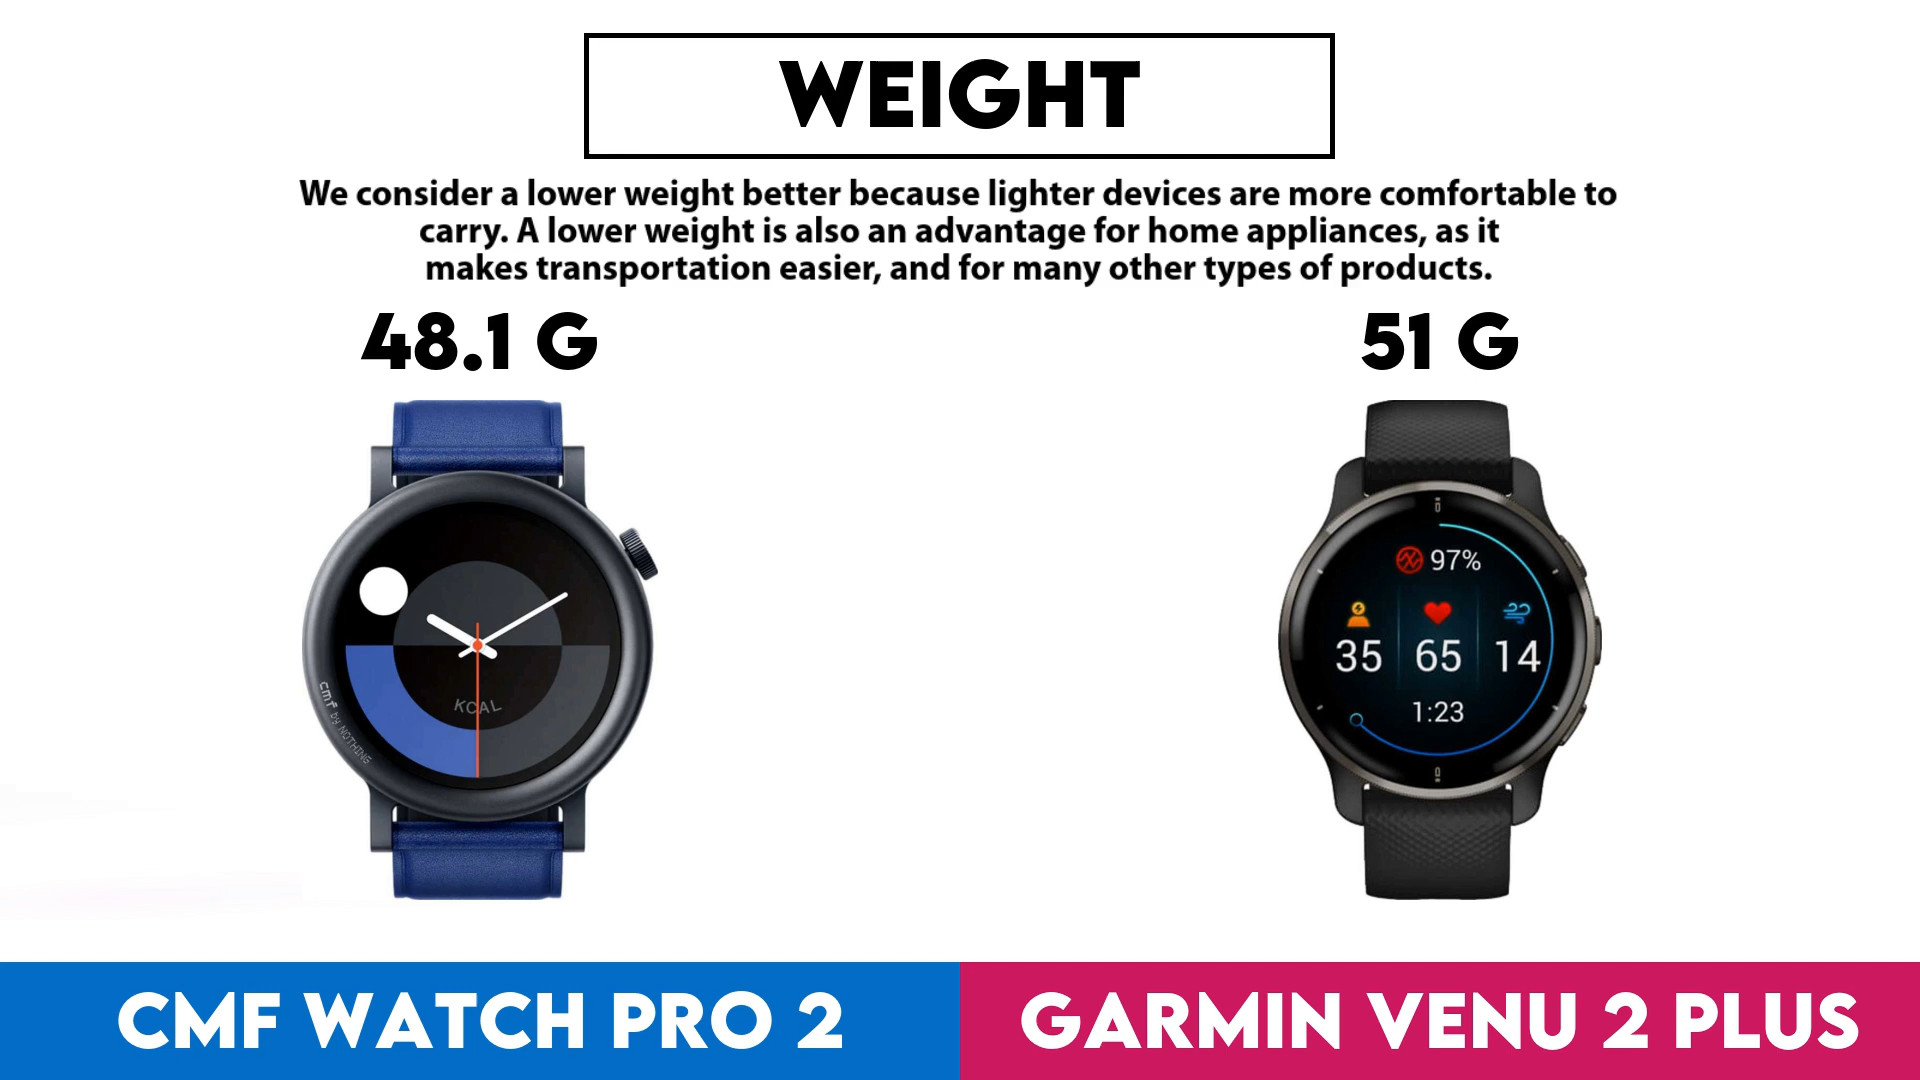 WEIGHT
We consider a lower weight better because lighter devices are more comfortable to
carry. A lower weight is also an advantage for home appliances, as it
makes transportation easier, and for many other types of products.
48.1 G
51 G
KCAL
cmf by NOTHING
97%
35 65 14
1:23
CMF WATCH PRO 2
GARMIN VENU 2 PLUS